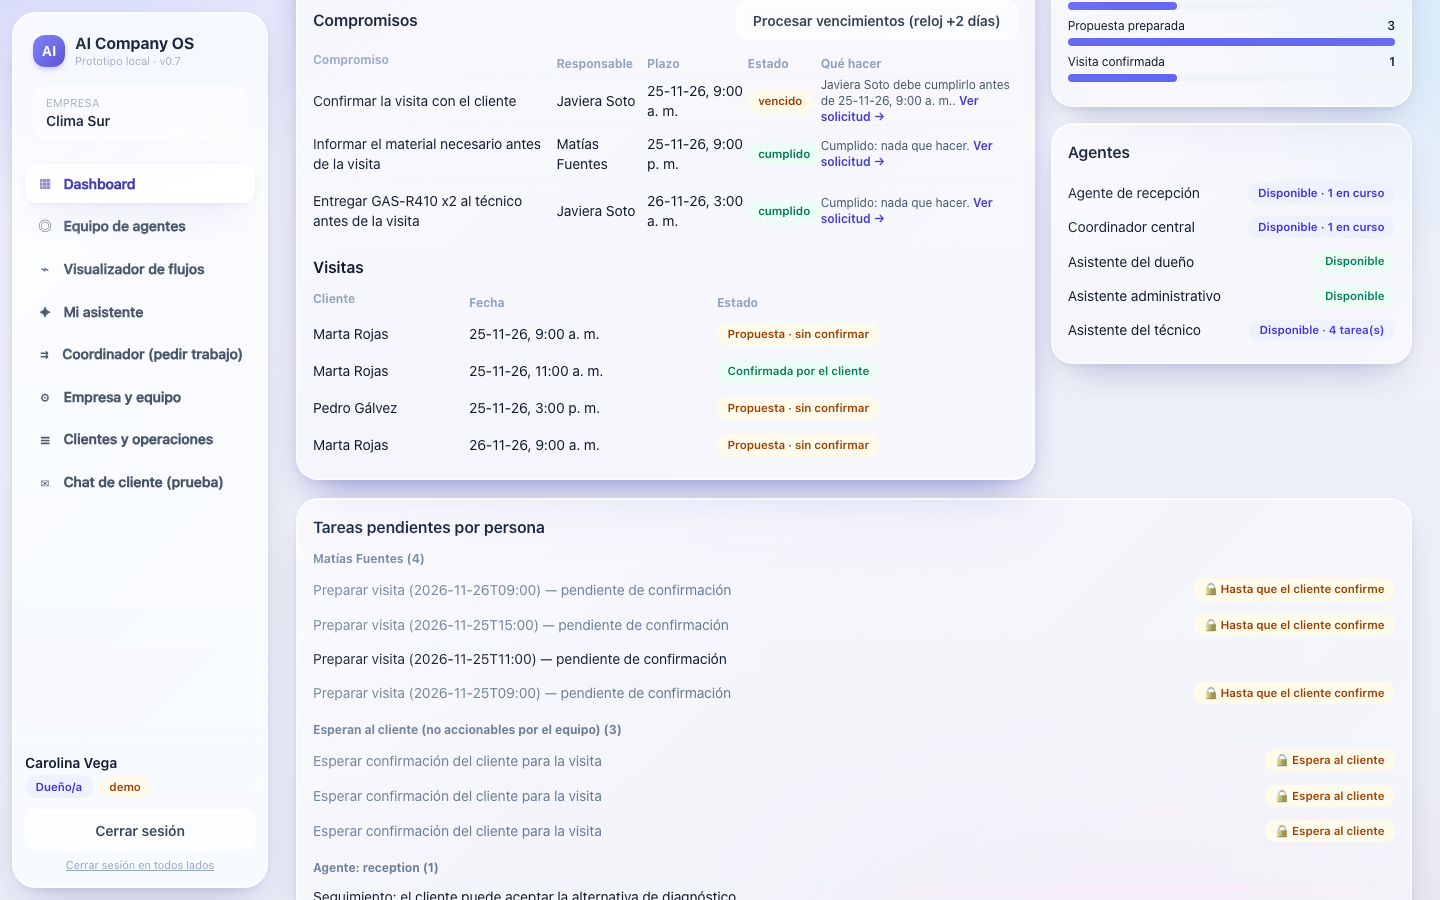 AI
AI Company OS
Prototipo local · v0.7
EMPRESA
Clima Sur
Dashboard
Equipo de agentes
Visualizador de flujos
Mi asistente
Coordinador (pedir trabajo)
Empresa y equipo
Clientes y operaciones
Chat de cliente (prueba)
Carolina Vega
Dueño/a demo
Cerrar sesión
Cerrar sesión en todos lados
Compromisos
Procesar vencimientos (reloj +2 días)
Compromiso Responsable Plazo Estado Qué hacer
Confirmar la visita con el cliente Javiera Soto 25-11-26, 9:00 a. m. vencido Javiera Soto debe cumplirlo antes de 25-11-26, 9:00 a. m.. Ver solicitud →
Informar el material necesario antes de la visita Matías Fuentes 25-11-26, 9:00 p. m. cumplido Cumplido: nada que hacer. Ver solicitud →
Entregar GAS-R410 x2 al técnico antes de la visita Javiera Soto 26-11-26, 3:00 a. m. cumplido Cumplido: nada que hacer. Ver solicitud →
Visitas
Cliente Fecha Estado
Marta Rojas 25-11-26, 9:00 a. m. Propuesta · sin confirmar
Marta Rojas 25-11-26, 11:00 a. m. Confirmada por el cliente
Pedro Gálvez 25-11-26, 3:00 p. m. Propuesta · sin confirmar
Marta Rojas 26-11-26, 9:00 a. m. Propuesta · sin confirmar
Propuesta preparada 3
Visita confirmada 1
Agentes
Agente de recepción Disponible · 1 en curso
Coordinador central Disponible · 1 en curso
Asistente del dueño Disponible
Asistente administrativo Disponible
Asistente del técnico Disponible · 4 tarea(s)
Tareas pendientes por persona
Matías Fuentes (4)
Preparar visita (2026-11-26T09:00) — pendiente de confirmación 🔒 Hasta que el cliente confirme
Preparar visita (2026-11-25T15:00) — pendiente de confirmación 🔒 Hasta que el cliente confirme
Preparar visita (2026-11-25T11:00) — pendiente de confirmación
Preparar visita (2026-11-25T09:00) — pendiente de confirmación 🔒 Hasta que el cliente confirme
Esperan al cliente (no accionables por el equipo) (3)
Esperar confirmación del cliente para la visita 🔒 Espera al cliente
Esperar confirmación del cliente para la visita 🔒 Espera al cliente
Esperar confirmación del cliente para la visita 🔒 Espera al cliente
Agente: reception (1)
Seguimiento: el cliente puede aceptar la alternativa de diagnóstico